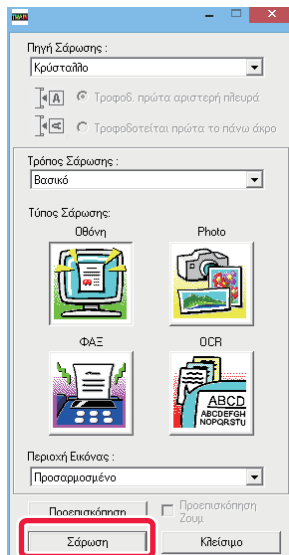 Πηγή Σάρωσης :
Κρύσταλλο
A
Τροφοδ. πρώτα αριστερή πλευρά
A
Τροφοδοτείται πρώτα το πάνω άκρο
Τρόπος Σάρωσης :
Βασικό
Τύπος Σάρωσης:
Οθόνη
Photo
ΦΑΞ
OCR
ABCD
ABCDEFGH
NOPQRSTU
Περιοχή Εικόνας :
Προσαρμοσμένο
Προεπισκόπηση
Προεπισκόπηση
Ζουμ
Σάρωση
Κλείσιμο